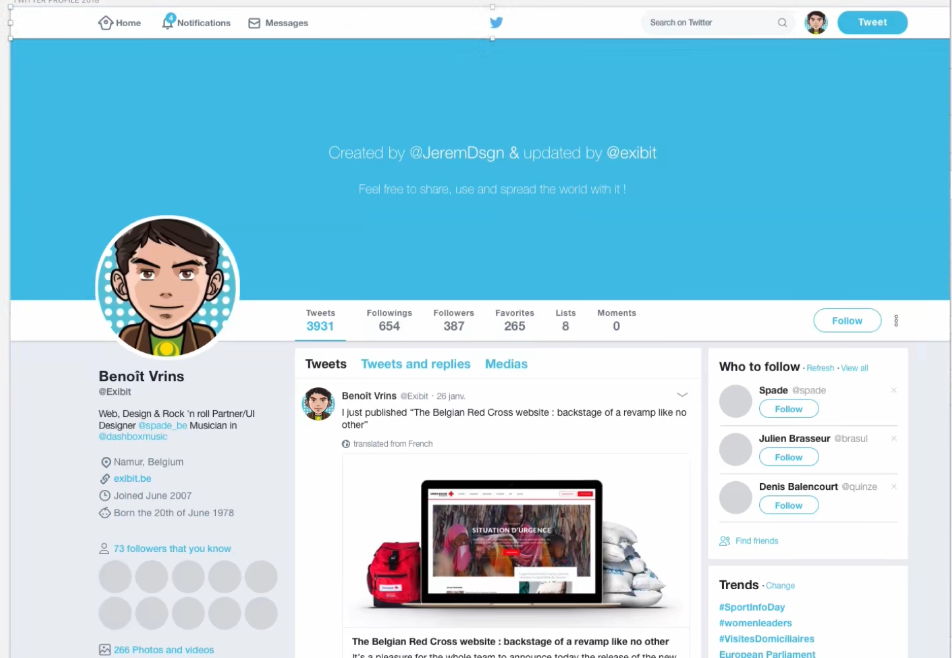 TWITTER PROFILE 2016
Home
4
Notifications
Messages
Search on Twitter
Tweet
Created by @JeremDsgn & updated by @exibit
Feel free to share, use and spread the world with it !
Tweets
3931
Followings
654
Followers
387
Favorites
265
Lists
8
Moments
0
Follow
Benoît Vrins
@Exibit
Web, Design & Rock 'n roll Partner/UI
Designer @spade_be Musician in
@dashboxmusic
Namur, Belgium
exibit.be
Joined June 2007
Born the 20th of June 1978
73 followers that you know
266 Photos and videos
Tweets
Tweets and replies
Medias
Benoît Vrins @Exibit · 26 janv.
I just published “The Belgian Red Cross website : backstage of a revamp like no
other”
translated from French
SITUATION D'URGENCE
The Belgian Red Cross website : backstage of a revamp like no other
It's a pleasure for the whole team to announce today the release of the new
Who to follow · Refresh · View all
Spade @spade
Follow
Julien Brasseur @brasul
Follow
Denis Balencourt @quinze
Follow
Find friends
Trends · Change
#SportInfoDay
#womenleaders
#VisitesDomiciliaires
European Parliament